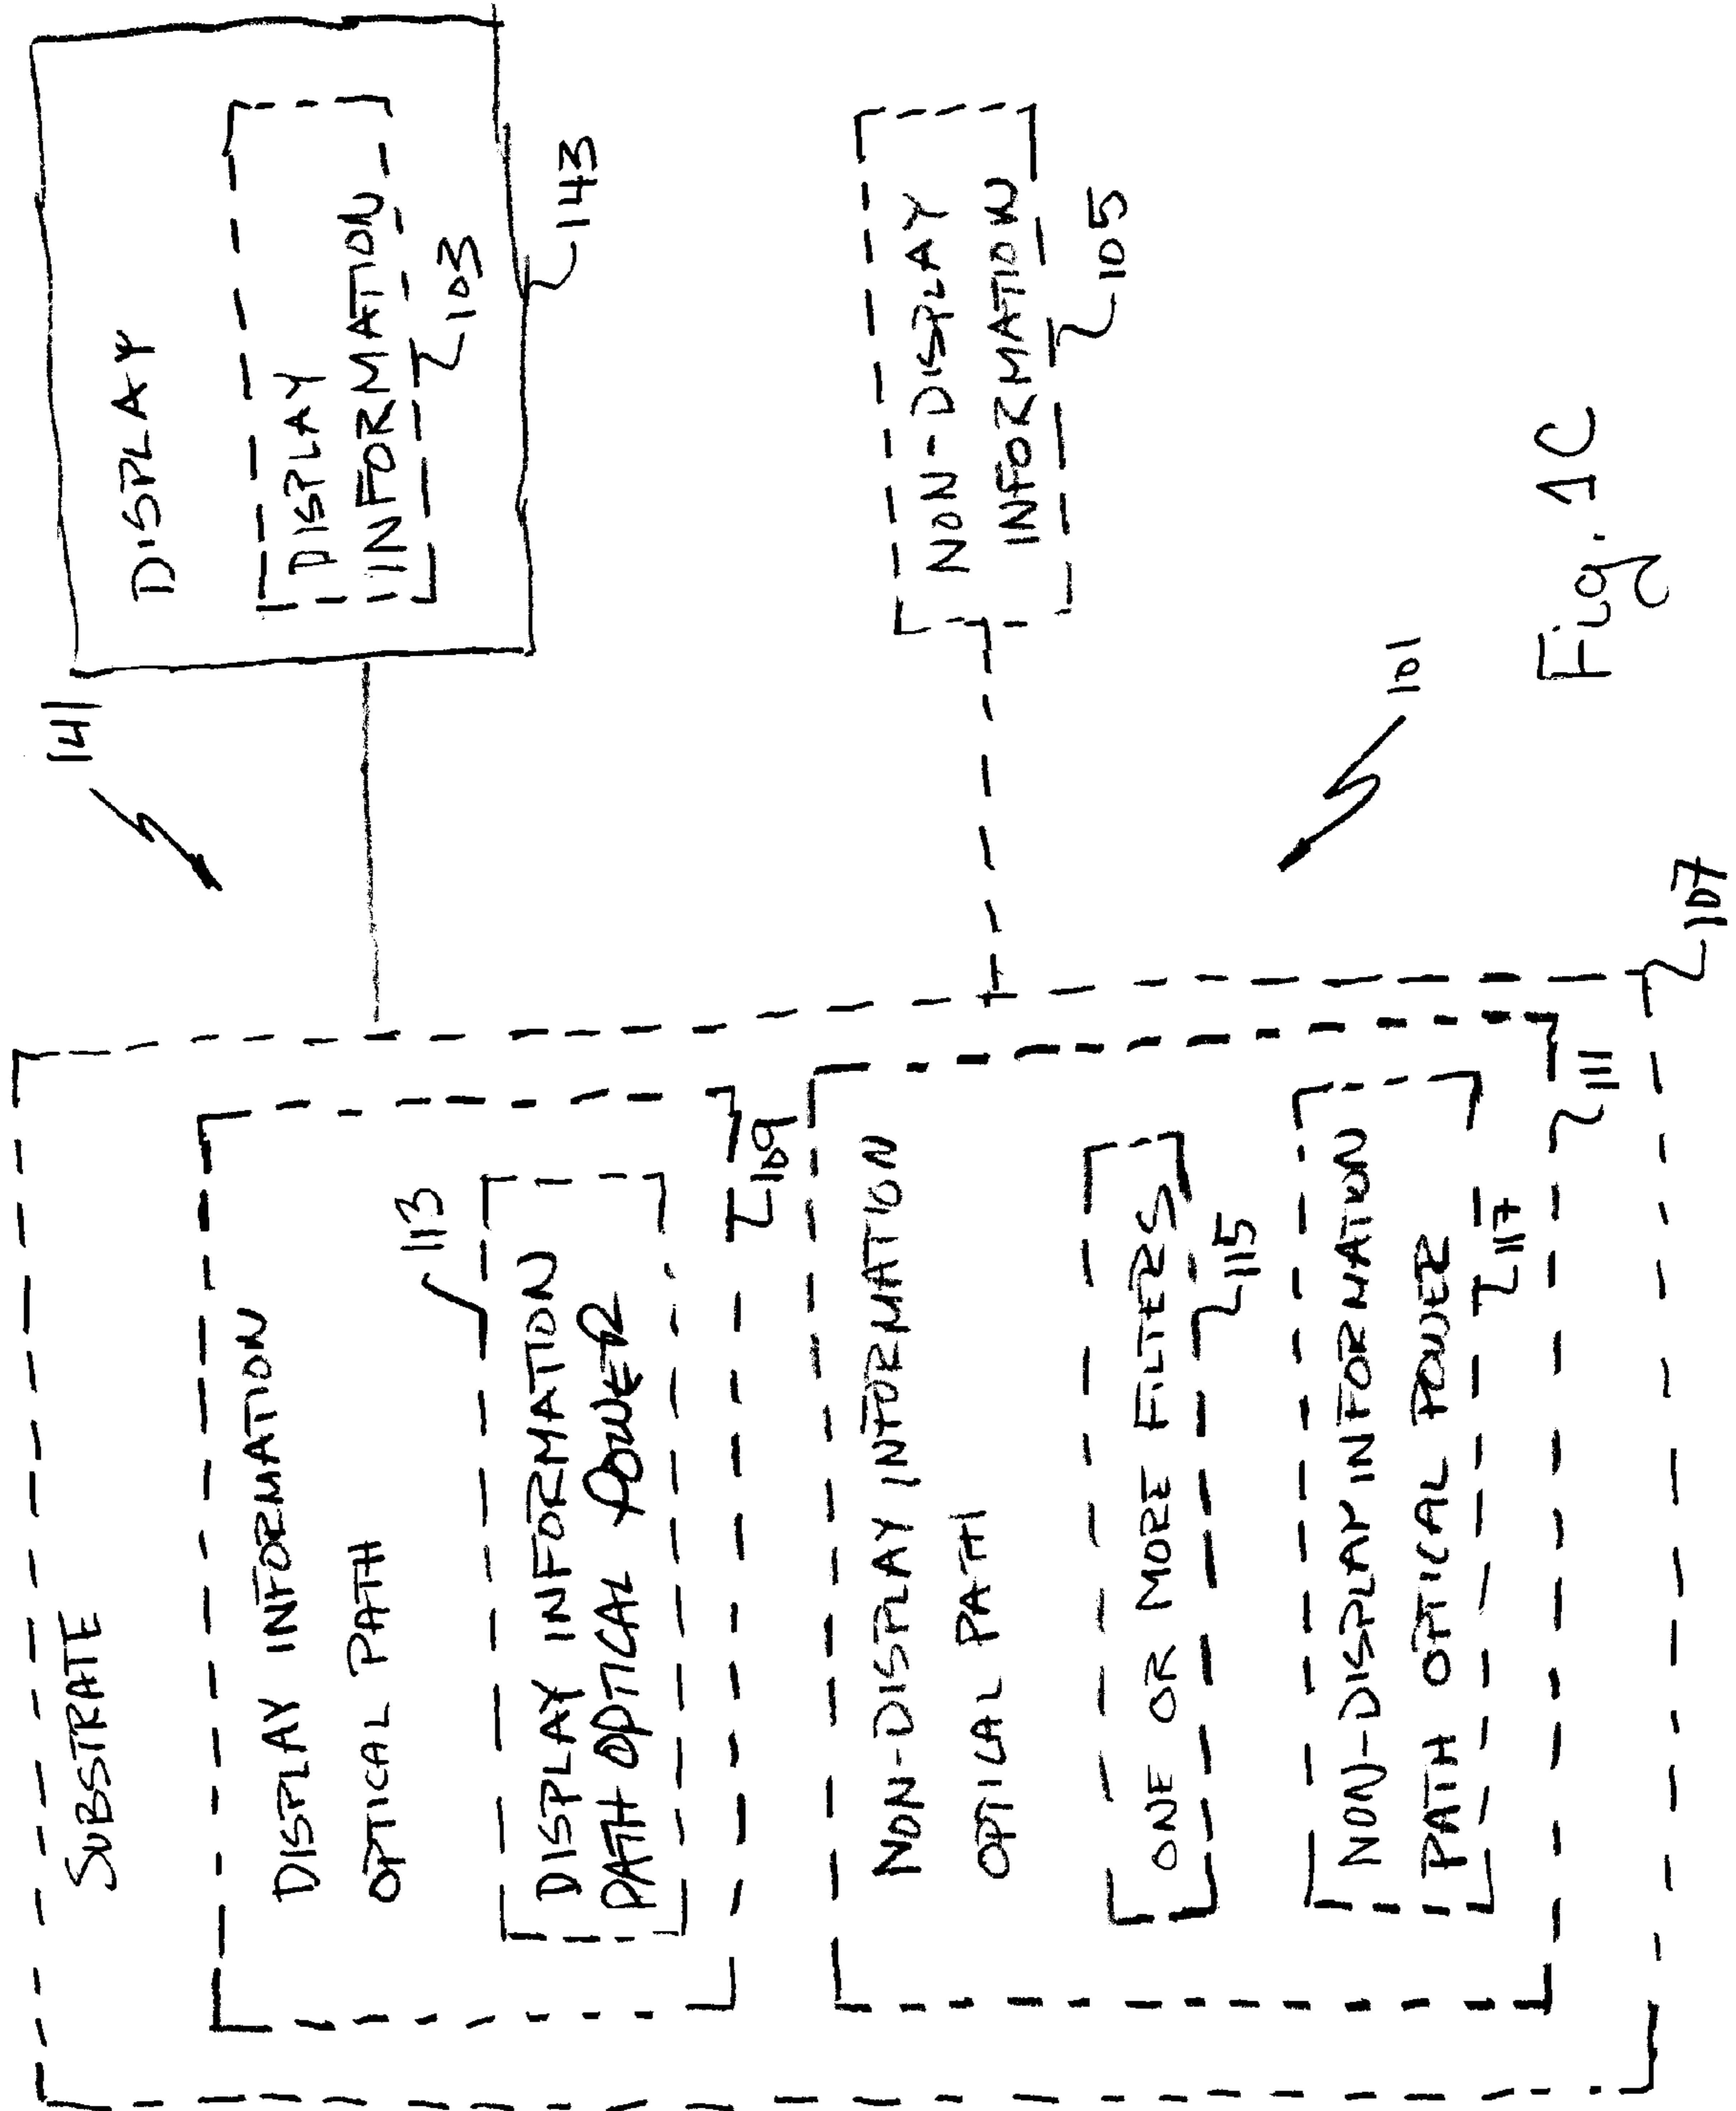 SUBSTRATE
DISPLAY INFORMATION
OPTICAL PATH
113
DISPLAY INFORMATION
PATH OPTICAL POWER
109
NON-DISPLAY INFORMATION
OPTICAL PATH
ONE OR MORE FILTERS
115
NON-DISPLAY INFORMATION
PATH OPTICAL POWER
117
111
107
141
DISPLAY
DISPLAY
INFORMATION
103
143
NON-DISPLAY
INFORMATION
105
101
Fig. 1C